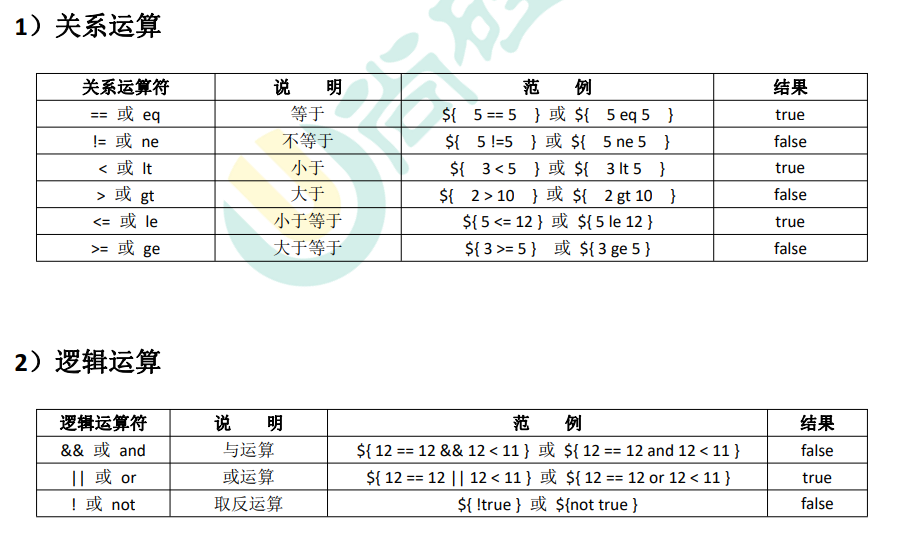 1）关系运算
关系运算符 说 明 范 例 结果
== 或 eq 等于 ${ 5 == 5 } 或 ${ 5 eq 5 } true
!= 或 ne 不等于 ${ 5 !=5 } 或 ${ 5 ne 5 } false
< 或 lt 小于 ${ 3 < 5 } 或 ${ 3 lt 5 } true
> 或 gt 大于 ${ 2 > 10 } 或 ${ 2 gt 10 } false
<= 或 le 小于等于 ${ 5 <= 12 } 或 ${ 5 le 12 } true
>= 或 ge 大于等于 ${ 3 >= 5 } 或 ${ 3 ge 5 } false
2）逻辑运算
逻辑运算符 说 明 范 例 结果
&& 或 and 与运算 ${ 12 == 12 && 12 < 11 } 或 ${ 12 == 12 and 12 < 11 } false
|| 或 or 或运算 ${ 12 == 12 || 12 < 11 } 或 ${ 12 == 12 or 12 < 11 } true
! 或 not 取反运算 ${ !true } 或 ${not true } false